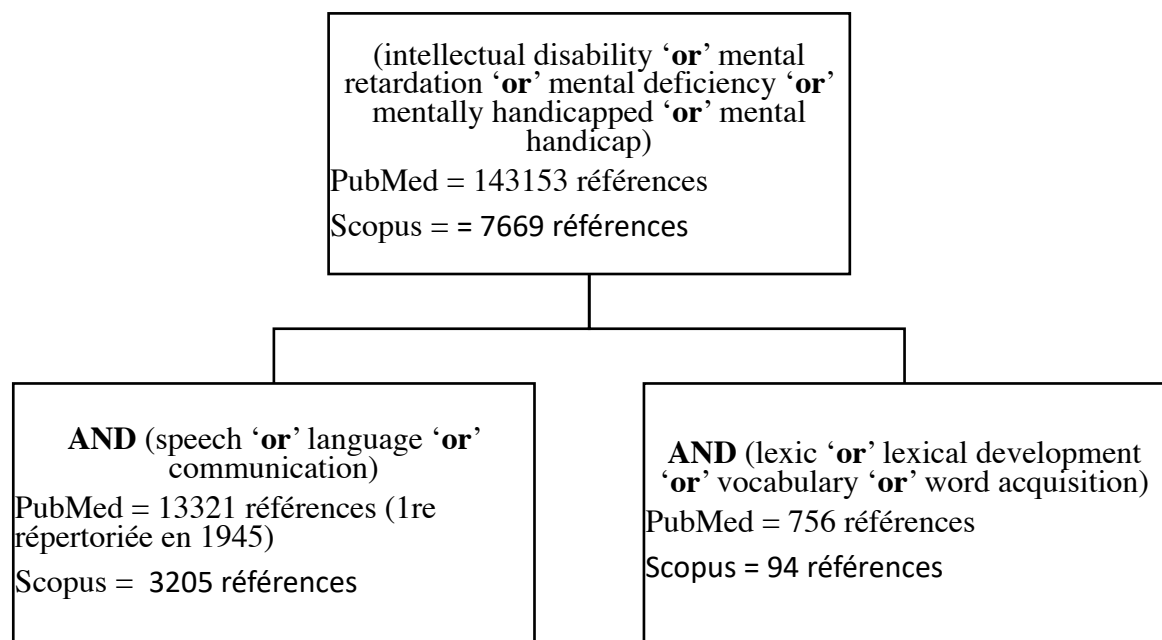 (intellectual disability ‘or’ mental
retardation ‘or’ mental deficiency ‘or’
mentally handicapped ‘or’ mental
handicap)
PubMed = 143153 références
Scopus = = 7669 références
AND (speech ‘or’ language ‘or’
communication)
PubMed = 13321 références (1re
répertoriée en 1945)
Scopus = 3205 références
AND (lexic ‘or’ lexical development
‘or’ vocabulary ‘or’ word acquisition)
PubMed = 756 références
Scopus = 94 références